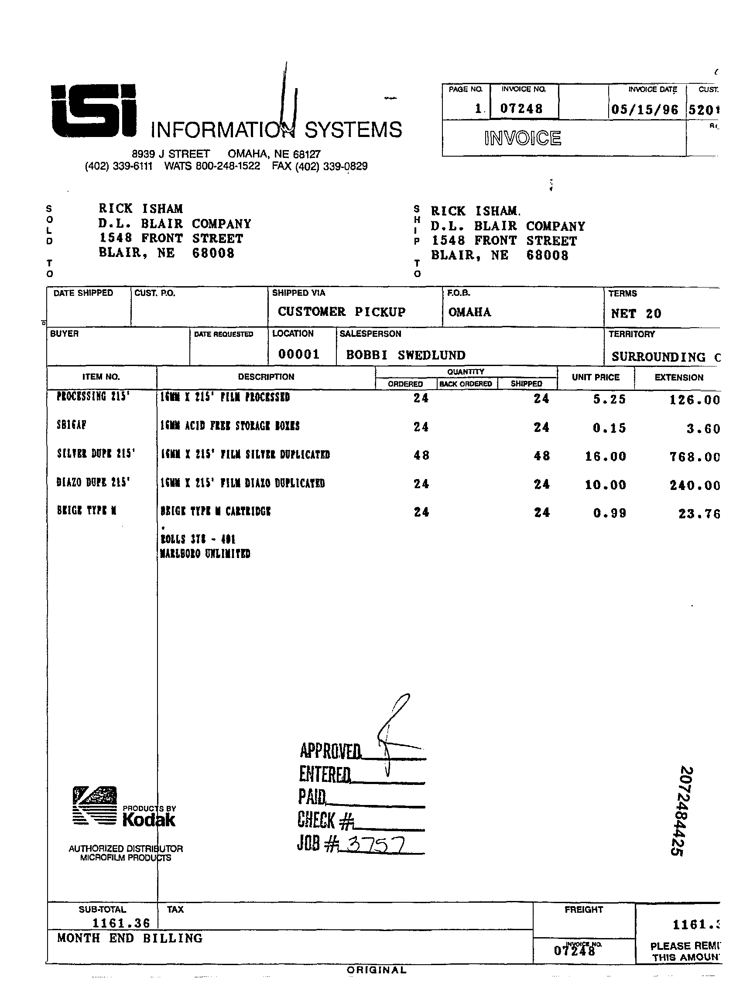 isi INFORMATION SYSTEMS
8939 J STREET OMAHA, NE 68127
(402) 339-6111 WATS 800-248-1522 FAX (402) 339-0829
PAGE NO. INVOICE NO. INVOICE DATE CUST.
1. 07248 05/15/96 5201
INVOICE
SOLD TO
RICK ISHAM
D.L. BLAIR COMPANY
1548 FRONT STREET
BLAIR, NE 68008
SHIP TO
RICK ISHAM.
D.L. BLAIR COMPANY
1548 FRONT STREET
BLAIR, NE 68008
DATE SHIPPED CUST. P.O. SHIPPED VIA F.O.B. TERMS
CUSTOMER PICKUP OMAHA NET 20
BUYER DATE REQUESTED LOCATION SALESPERSON TERRITORY
00001 BOBBI SWEDLUND SURROUNDING C
ITEM NO. DESCRIPTION QUANTITY UNIT PRICE EXTENSION
ORDERED BACK ORDERED SHIPPED
PROCESSING 215' 16MM X 215' FILM PROCESSED 24 24 5.25 126.00
SB16AF 16MM ACID FREE STORAGE BOXES 24 24 0.15 3.60
SILVER DUPE 215' 16MM X 215' FILM SILVER DUPLICATED 48 48 16.00 768.00
DIAZO DUPE 215' 16MM X 215' FILM DIAZO DUPLICATED 24 24 10.00 240.00
BEIGE TYPE M BEIGE TYPE M CARTRIDGE 24 24 0.99 23.76
ROLLS 378 - 401
MARLBORO UNLIMITED
APPROVED
ENTERED
PAID
CHECK #
JOB # 3757
PRODUCTS BY
Kodak
AUTHORIZED DISTRIBUTOR
MICROFILM PRODUCTS
2072484425
SUB-TOTAL TAX FREIGHT
1161.36 1161.3
MONTH END BILLING
INVOICE NO.
07248
PLEASE REMI
THIS AMOUN
ORIGINAL